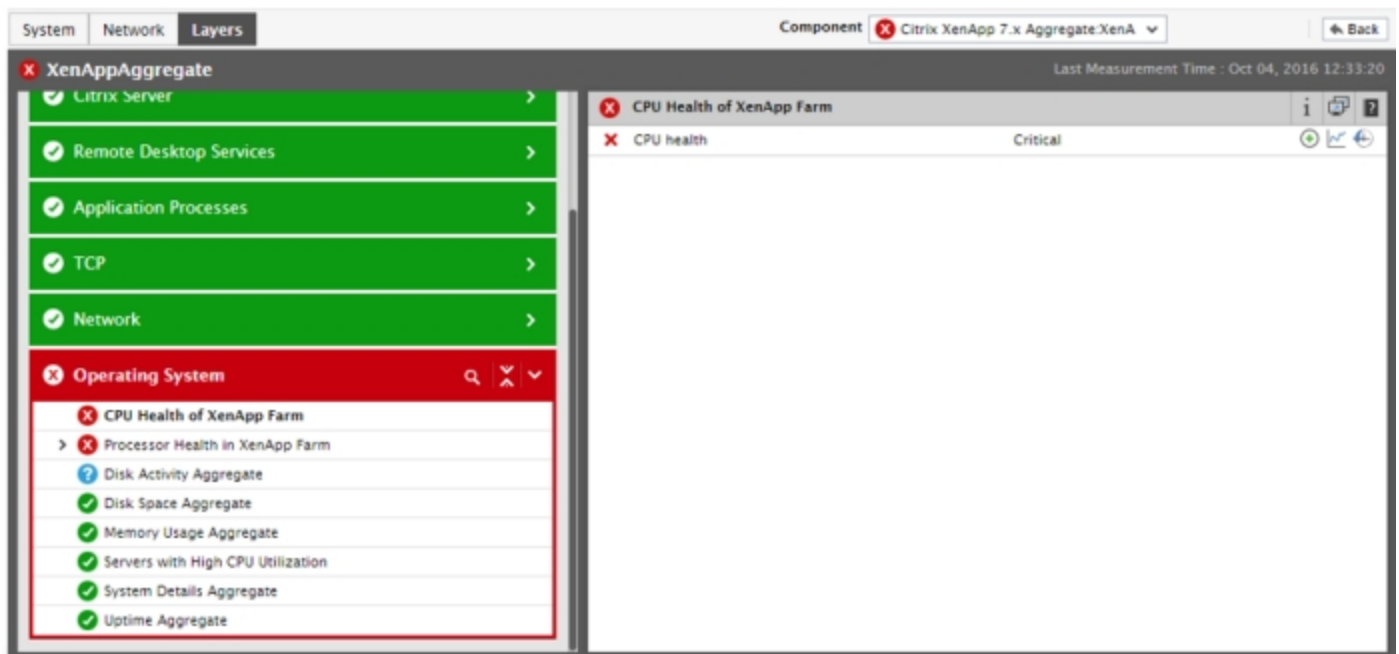 System Network Layers Component Citrix XenApp 7.x Aggregate:XenA Back
XenAppAggregate Last Measurement Time : Oct 04, 2016 12:33:20
Citrix Server
CPU Health of XenApp Farm
CPU health Critical
Remote Desktop Services
Application Processes
TCP
Network
Operating System
CPU Health of XenApp Farm
Processor Health in XenApp Farm
Disk Activity Aggregate
Disk Space Aggregate
Memory Usage Aggregate
Servers with High CPU Utilization
System Details Aggregate
Uptime Aggregate